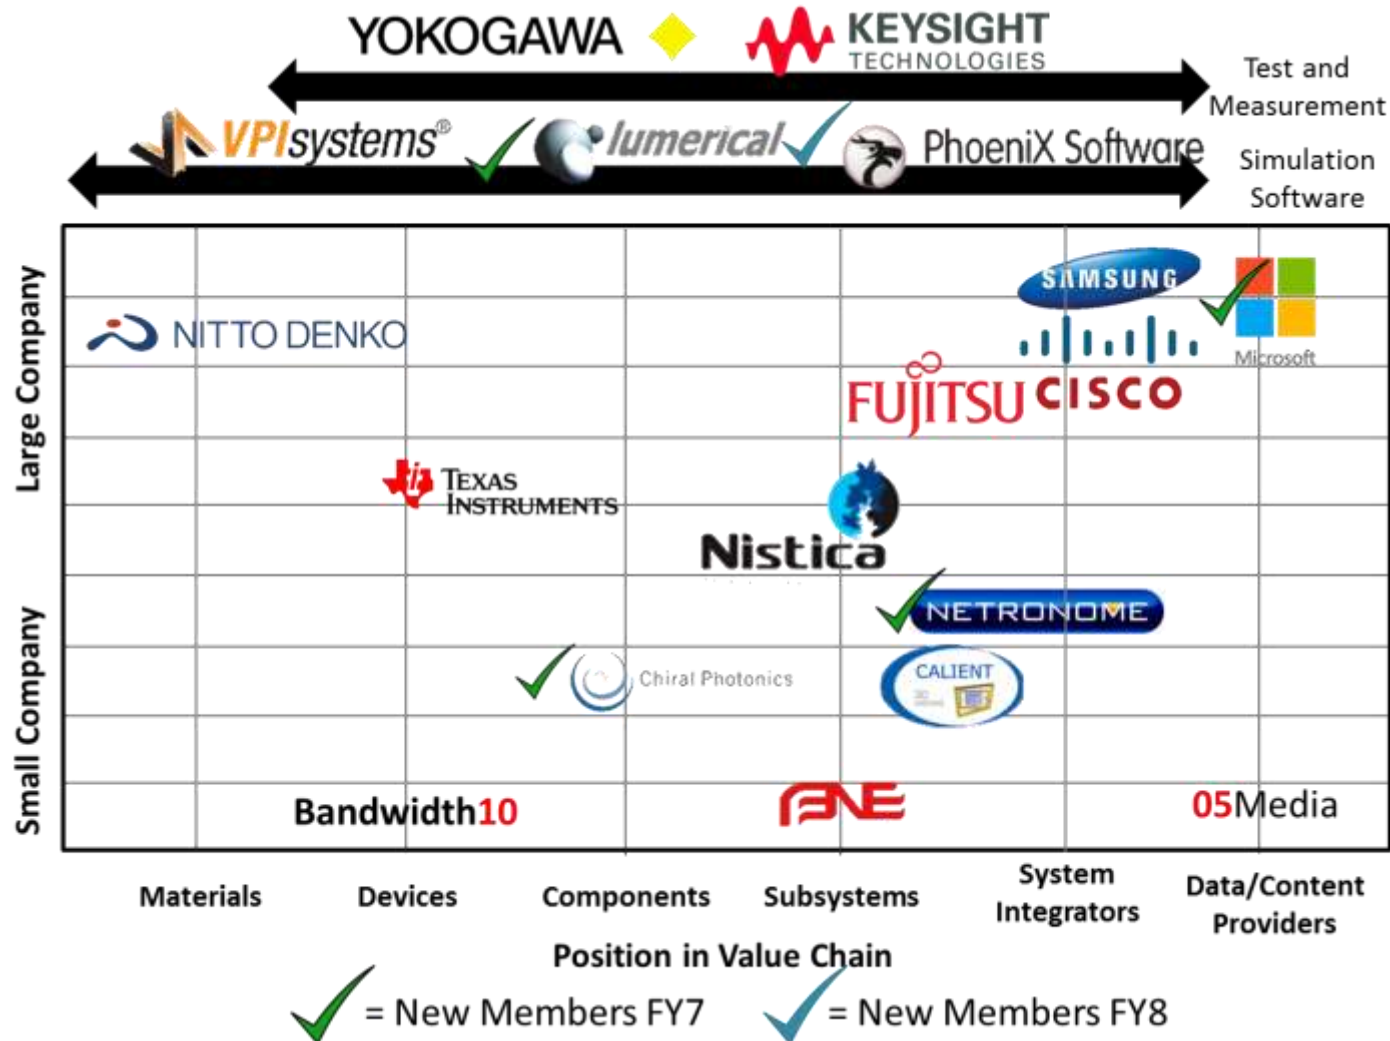 YOKOGAWA
KEYSIGHT
TECHNOLOGIES
Test and
Measurement
VPIsystems®
lumerical
PhoeniX Software
Simulation
Software
Large Company
Small Company
SAMSUNG
Microsoft
NITTO DENKO
FUJITSU
CISCO
TEXAS
INSTRUMENTS
Nistica
NETRONOME
Chiral Photonics
CALIENT
Bandwidth10
05Media
Materials
Devices
Components
Subsystems
System
Integrators
Data/Content
Providers
Position in Value Chain
= New Members FY7
= New Members FY8